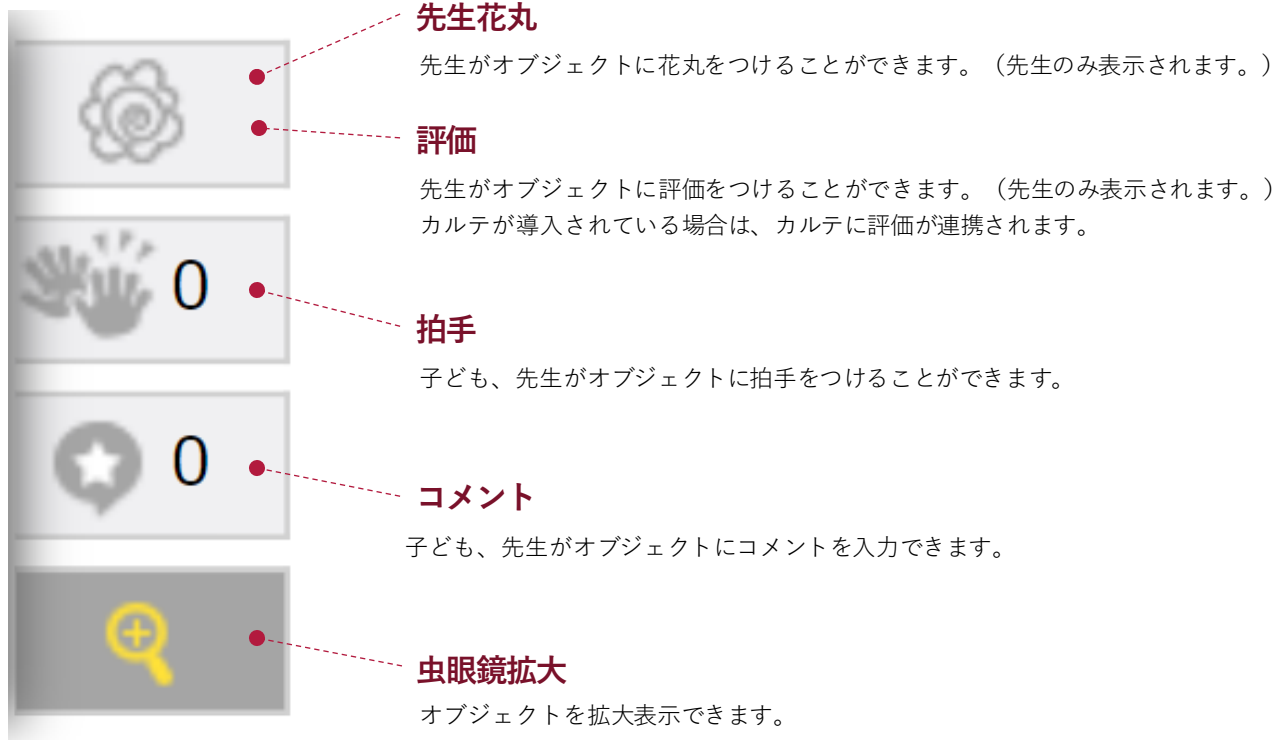 先生花丸
先生がオブジェクトに花丸をつけることができます。（先生のみ表示されます。）
評価
先生がオブジェクトに評価をつけることができます。（先生のみ表示されます。）
カルテが導入されている場合は、カルテに評価が連携されます。
0
拍手
子ども、先生がオブジェクトに拍手をつけることができます。
0
コメント
子ども、先生がオブジェクトにコメントを入力できます。
虫眼鏡拡大
オブジェクトを拡大表示できます。